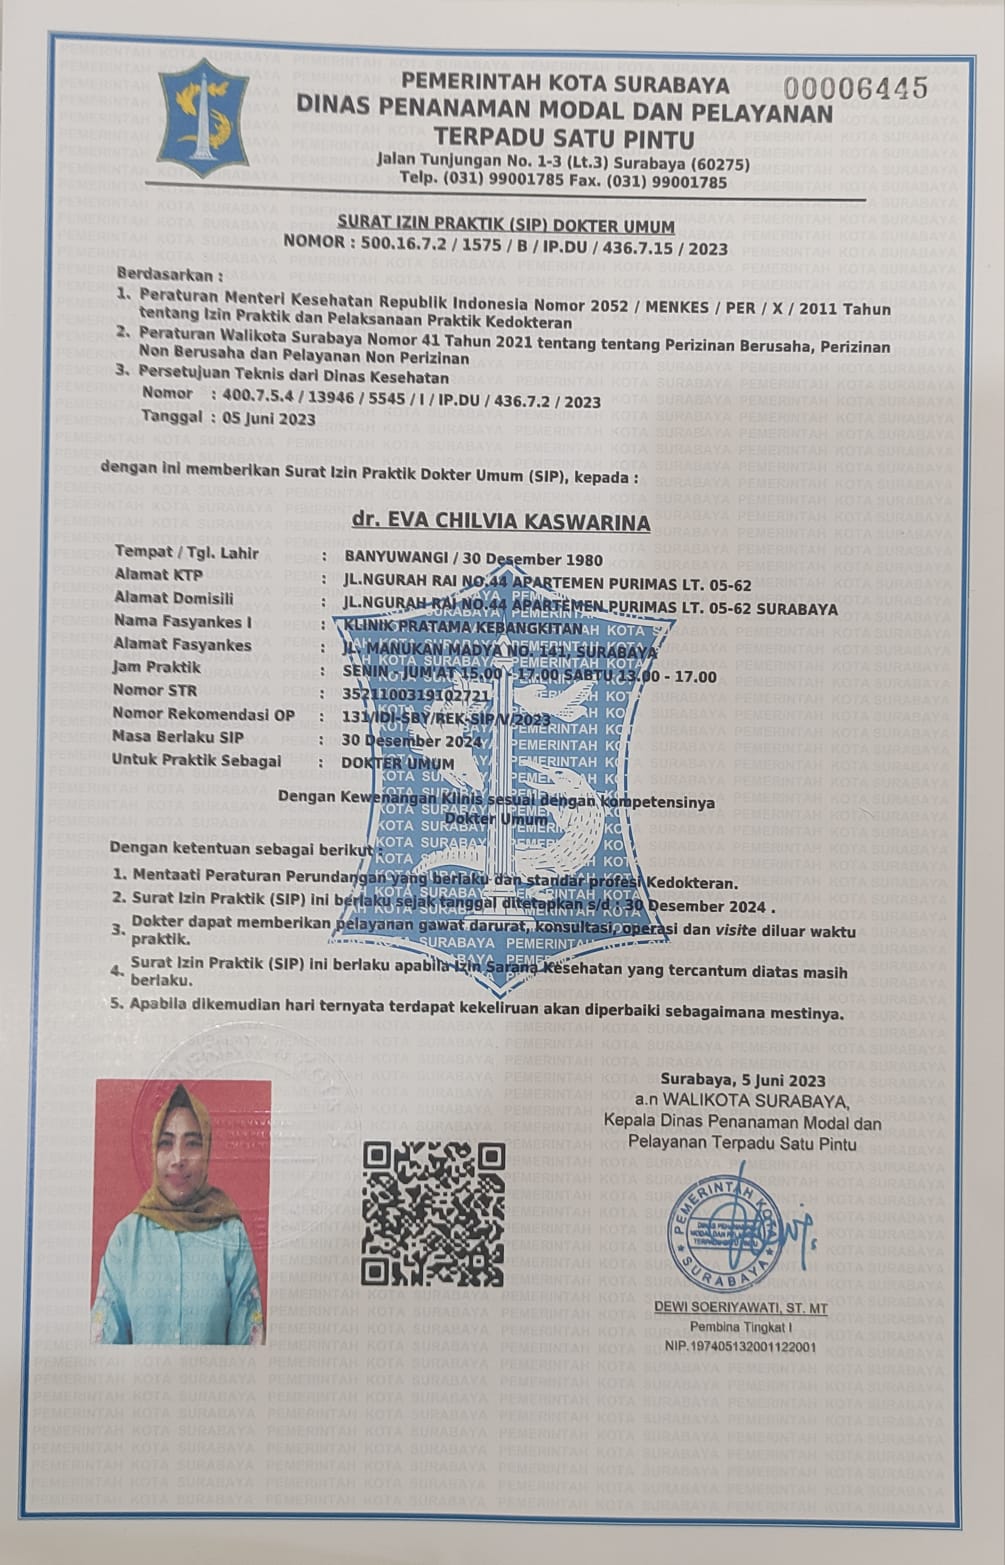 PEMERINTAH KOTA SURABAYA
00006445
DINAS PENANAMAN MODAL DAN PELAYANAN
TERPADU SATU PINTU
Jalan Tunjungan No. 1-3 (Lt.3) Surabaya (60275)
Telp. (031) 99001785 Fax. (031) 99001785
SURAT IZIN PRAKTIK (SIP) DOKTER UMUM
NOMOR : 500.16.7.2 / 1575 / B / IP.DU / 436.7.15 / 2023
Berdasarkan :
1. Peraturan Menteri Kesehatan Republik Indonesia Nomor 2052 / MENKES / PER / X / 2011 Tahun
tentang Izin Praktik dan Pelaksanaan Praktik Kedokteran
2. Peraturan Walikota Surabaya Nomor 41 Tahun 2021 tentang tentang Perizinan Berusaha, Perizinan
Non Berusaha dan Pelayanan Non Perizinan
3. Persetujuan Teknis dari Dinas Kesehatan
Nomor : 400.7.5.4 / 13946 / 5545 / I / IP.DU / 436.7.2 / 2023
Tanggal : 05 Juni 2023
dengan ini memberikan Surat Izin Praktik Dokter Umum (SIP), kepada :
dr. EVA CHILVIA KASWARINA
Tempat / Tgl. Lahir : BANYUWANGI / 30 Desember 1980
Alamat KTP : JL.NGURAH RAI NO.44 APARTEMEN PURIMAS LT. 05-62
Alamat Domisili : JL.NGURAH RAI NO.44 APARTEMEN PURIMAS LT. 05-62 SURABAYA
Nama Fasyankes I : KLINIK PRATAMA KEBANGKITAN
Alamat Fasyankes : JL. MANUKAN MADYA NO. 141, SURABAYA
Jam Praktik : SENIN - JUM'AT 15.00 - 17.00 SABTU 13.00 - 17.00
Nomor STR : 3521100319102721
Nomor Rekomendasi OP : 131/IDI-SBY/REK-SIP/V/2023
Masa Berlaku SIP : 30 Desember 2024
Untuk Praktik Sebagai : DOKTER UMUM
Dengan Kewenangan Klinis sesuai dengan kompetensinya
Dokter Umum
Dengan ketentuan sebagai berikut :
1. Mentaati Peraturan Perundangan yang berlaku dan standar profesi Kedokteran.
2. Surat Izin Praktik (SIP) ini berlaku sejak tanggal ditetapkan s/d : 30 Desember 2024 .
3. Dokter dapat memberikan pelayanan gawat darurat, konsultasi, operasi dan visite diluar waktu
praktik.
4. Surat Izin Praktik (SIP) ini berlaku apabila Izin Sarana Kesehatan yang tercantum diatas masih
berlaku.
5. Apabila dikemudian hari ternyata terdapat kekeliruan akan diperbaiki sebagaimana mestinya.
Surabaya, 5 Juni 2023
a.n WALIKOTA SURABAYA,
Kepala Dinas Penanaman Modal dan
Pelayanan Terpadu Satu Pintu
PEMERINTAH KOTA
SURABAYA
DEWI SOERIYAWATI, ST. MT
Pembina Tingkat I
NIP.197405132001122001